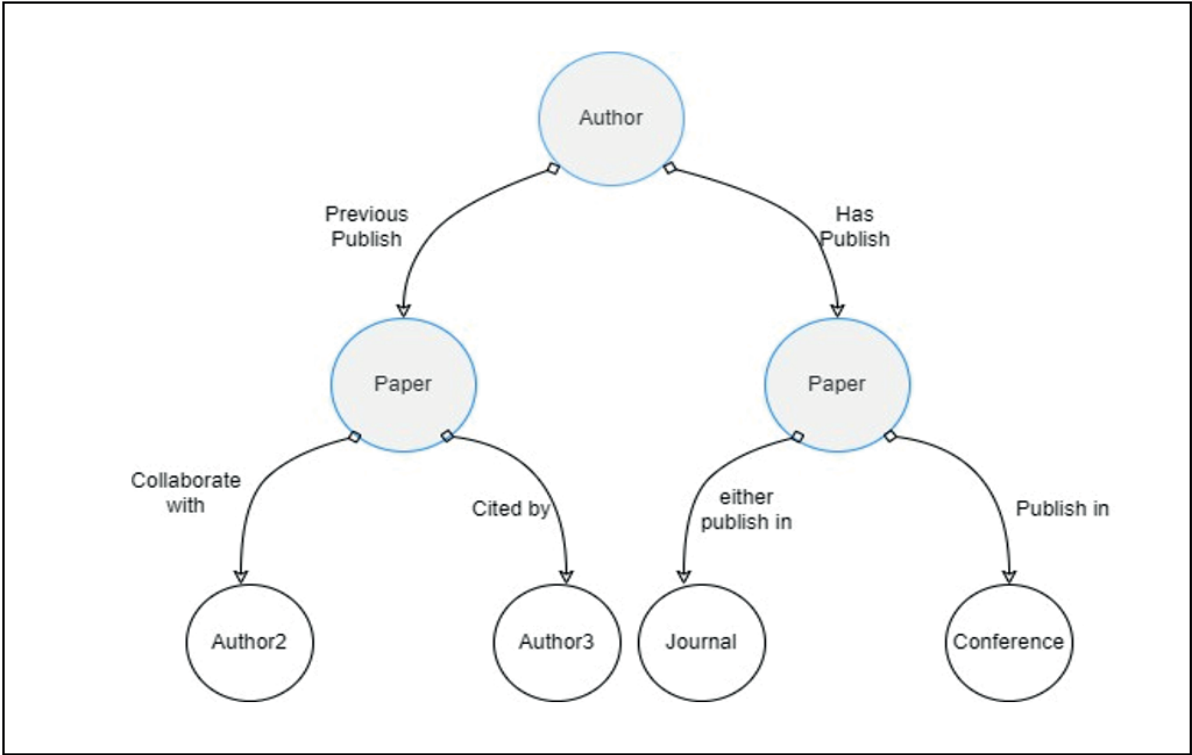 Author
Previous
Publish
Has
Publish
Paper
Paper
Collaborate
with
Cited by
either
publish in
Publish in
Author2
Author3
Journal
Conference